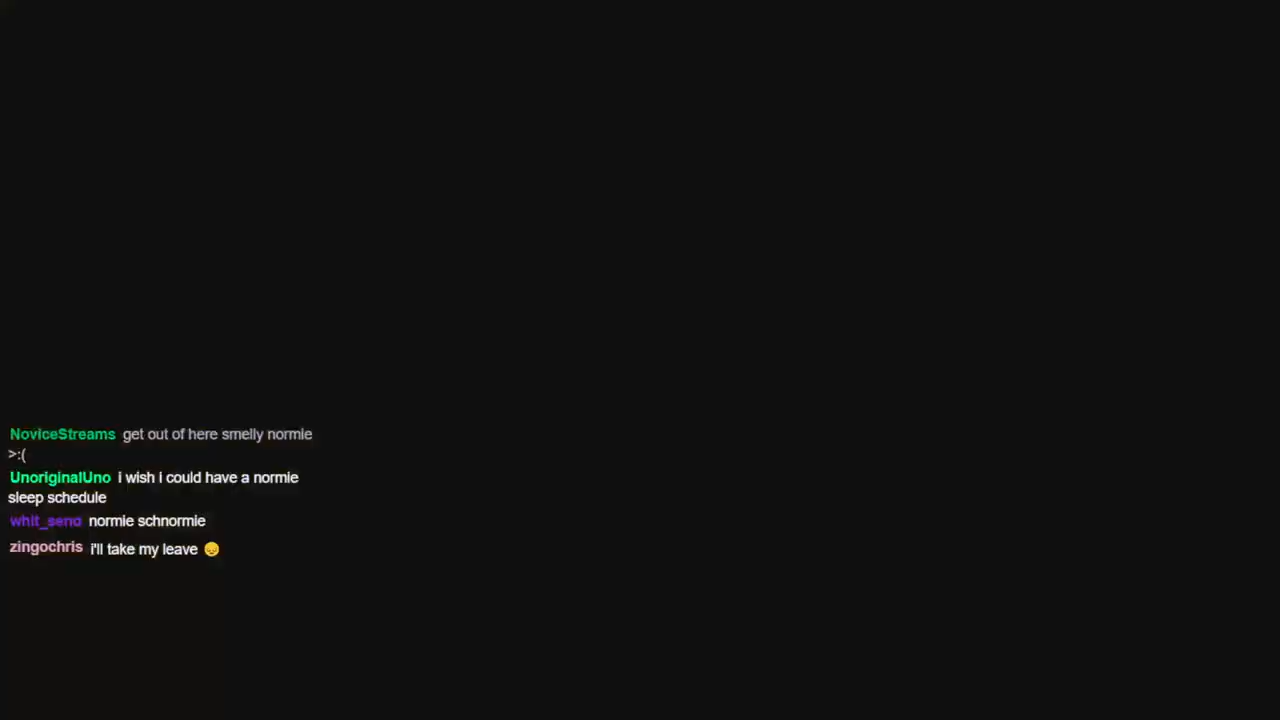 NoviceStreams get out of here smelly normie
>:(
UnoriginalUno i wish i could have a normie
sleep schedule
whit_send normie schnormie
zingochris i'll take my leave 😔